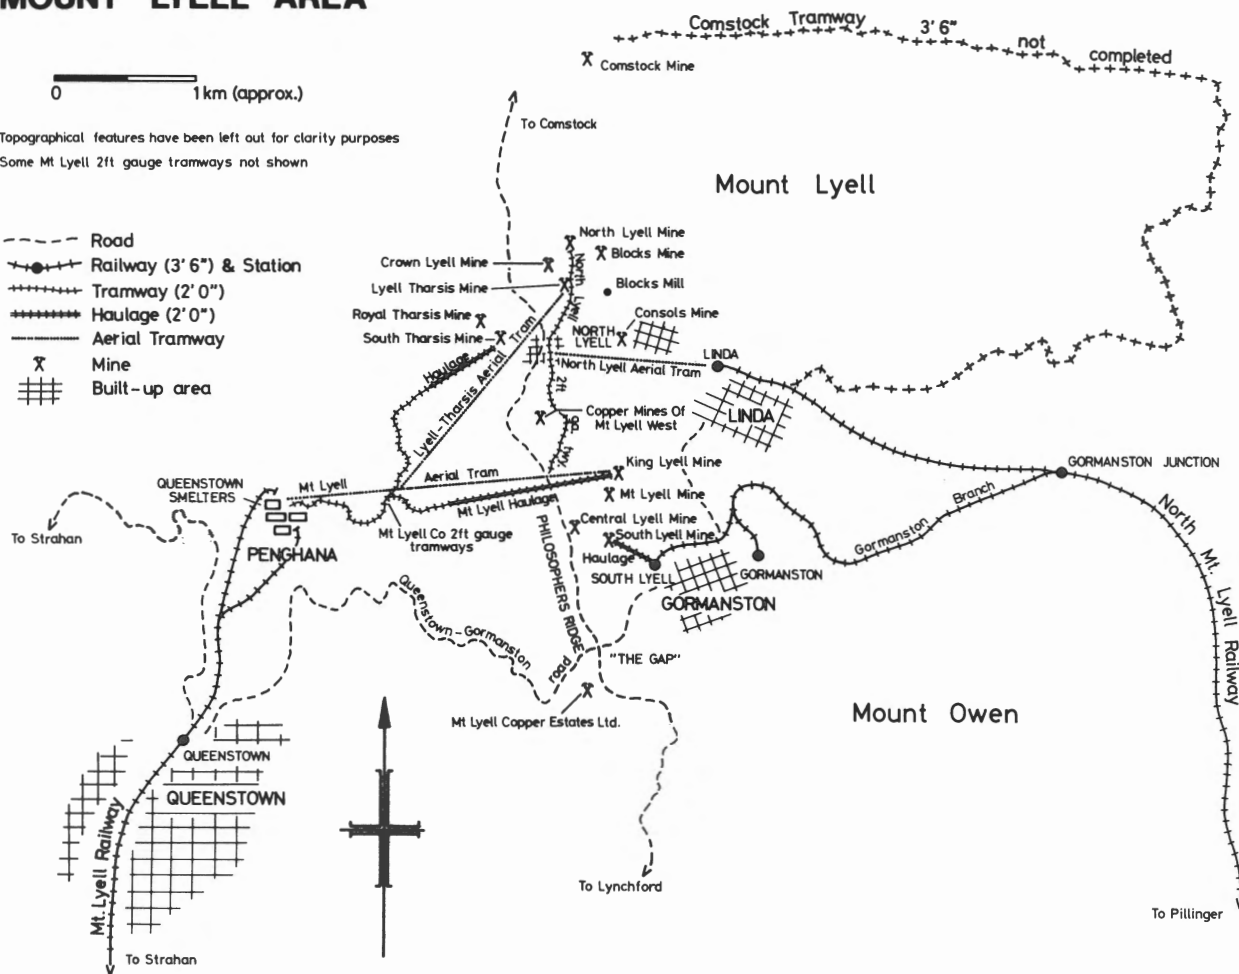 MOUNT LYELL AREA
0 1km (approx.)
Topographical features have been left out for clarity purposes
Some Mt Lyell 2ft gauge tramways not shown
Road
Railway (3' 6") & Station
Tramway (2' 0")
Haulage (2' 0")
Aerial Tramway
Mine
Built-up area
Comstock Tramway 3' 6" not completed
Comstock Mine
To Comstock
Mount Lyell
North Lyell Mine
Blocks Mine
Crown Lyell Mine
Lyell Tharsis Mine
Blocks Mill
Royal Tharsis Mine
South Tharsis Mine
Consols Mine
NORTH
LYELL
North Lyell 2ft gp twy.
Haulage
Lyell-Tharsis Aerial Tram
North Lyell Aerial Tram
LINDA
LINDA
Copper Mines Of
Mt Lyell West
King Lyell Mine
GORMANSTON JUNCTION
QUEENSTOWN
SMELTERS
Mt Lyell Aerial Tram
Mt Lyell Haulage
Mt Lyell Mine
Gormanston Branch
North Mt. Lyell Railway
To Strahan
PENGHANA
Mt Lyell Co 2ft gauge
tramways
Central Lyell Mine
South Lyell Mine
Haulage
SOUTH LYELL
GORMANSTON
GORMANSTON
PHILOSOPHERS RIDGE
Queenstown-Gormanston road
"THE GAP"
Mt Lyell Copper Estates Ltd.
Mount Owen
QUEENSTOWN
QUEENSTOWN
Mt. Lyell Railway
To Lynchford
To Pillinger
To Strahan